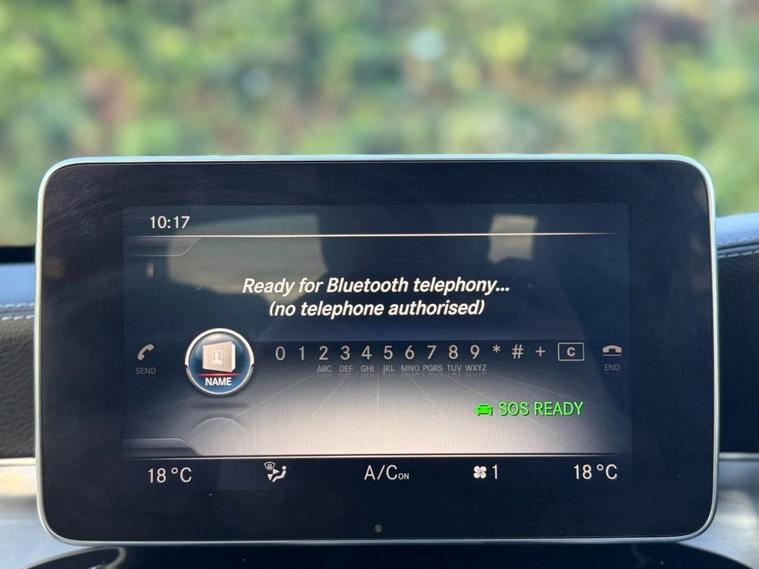 10:17
Ready for Bluetooth telephony...
(no telephone authorised)
SEND NAME 0 1 2 3 4 5 6 7 8 9 * # + C END
ABC DEF GHI JKL MNO PQRS TUV WXYZ
SOS READY
18°C A/C ON 1 18°C